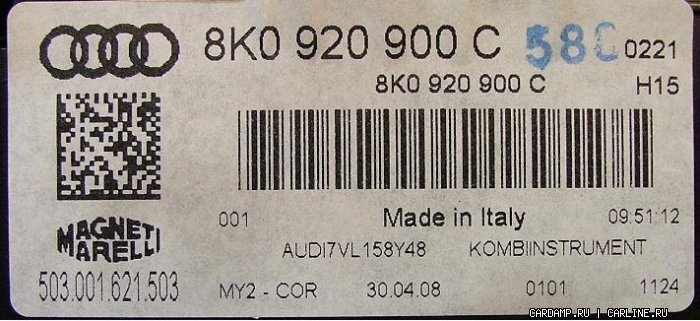 8K0 920 900 C 58C 0221
8K0 920 900 C H15
001 Made in Italy 09:51:12
MAGNETI
MARELLI
AUDI7VL158Y48 KOMBIINSTRUMENT
503.001.621.503 MY2 - COR 30.04.08 0101 1124
CARDAMP.RU | CARLINE.RU